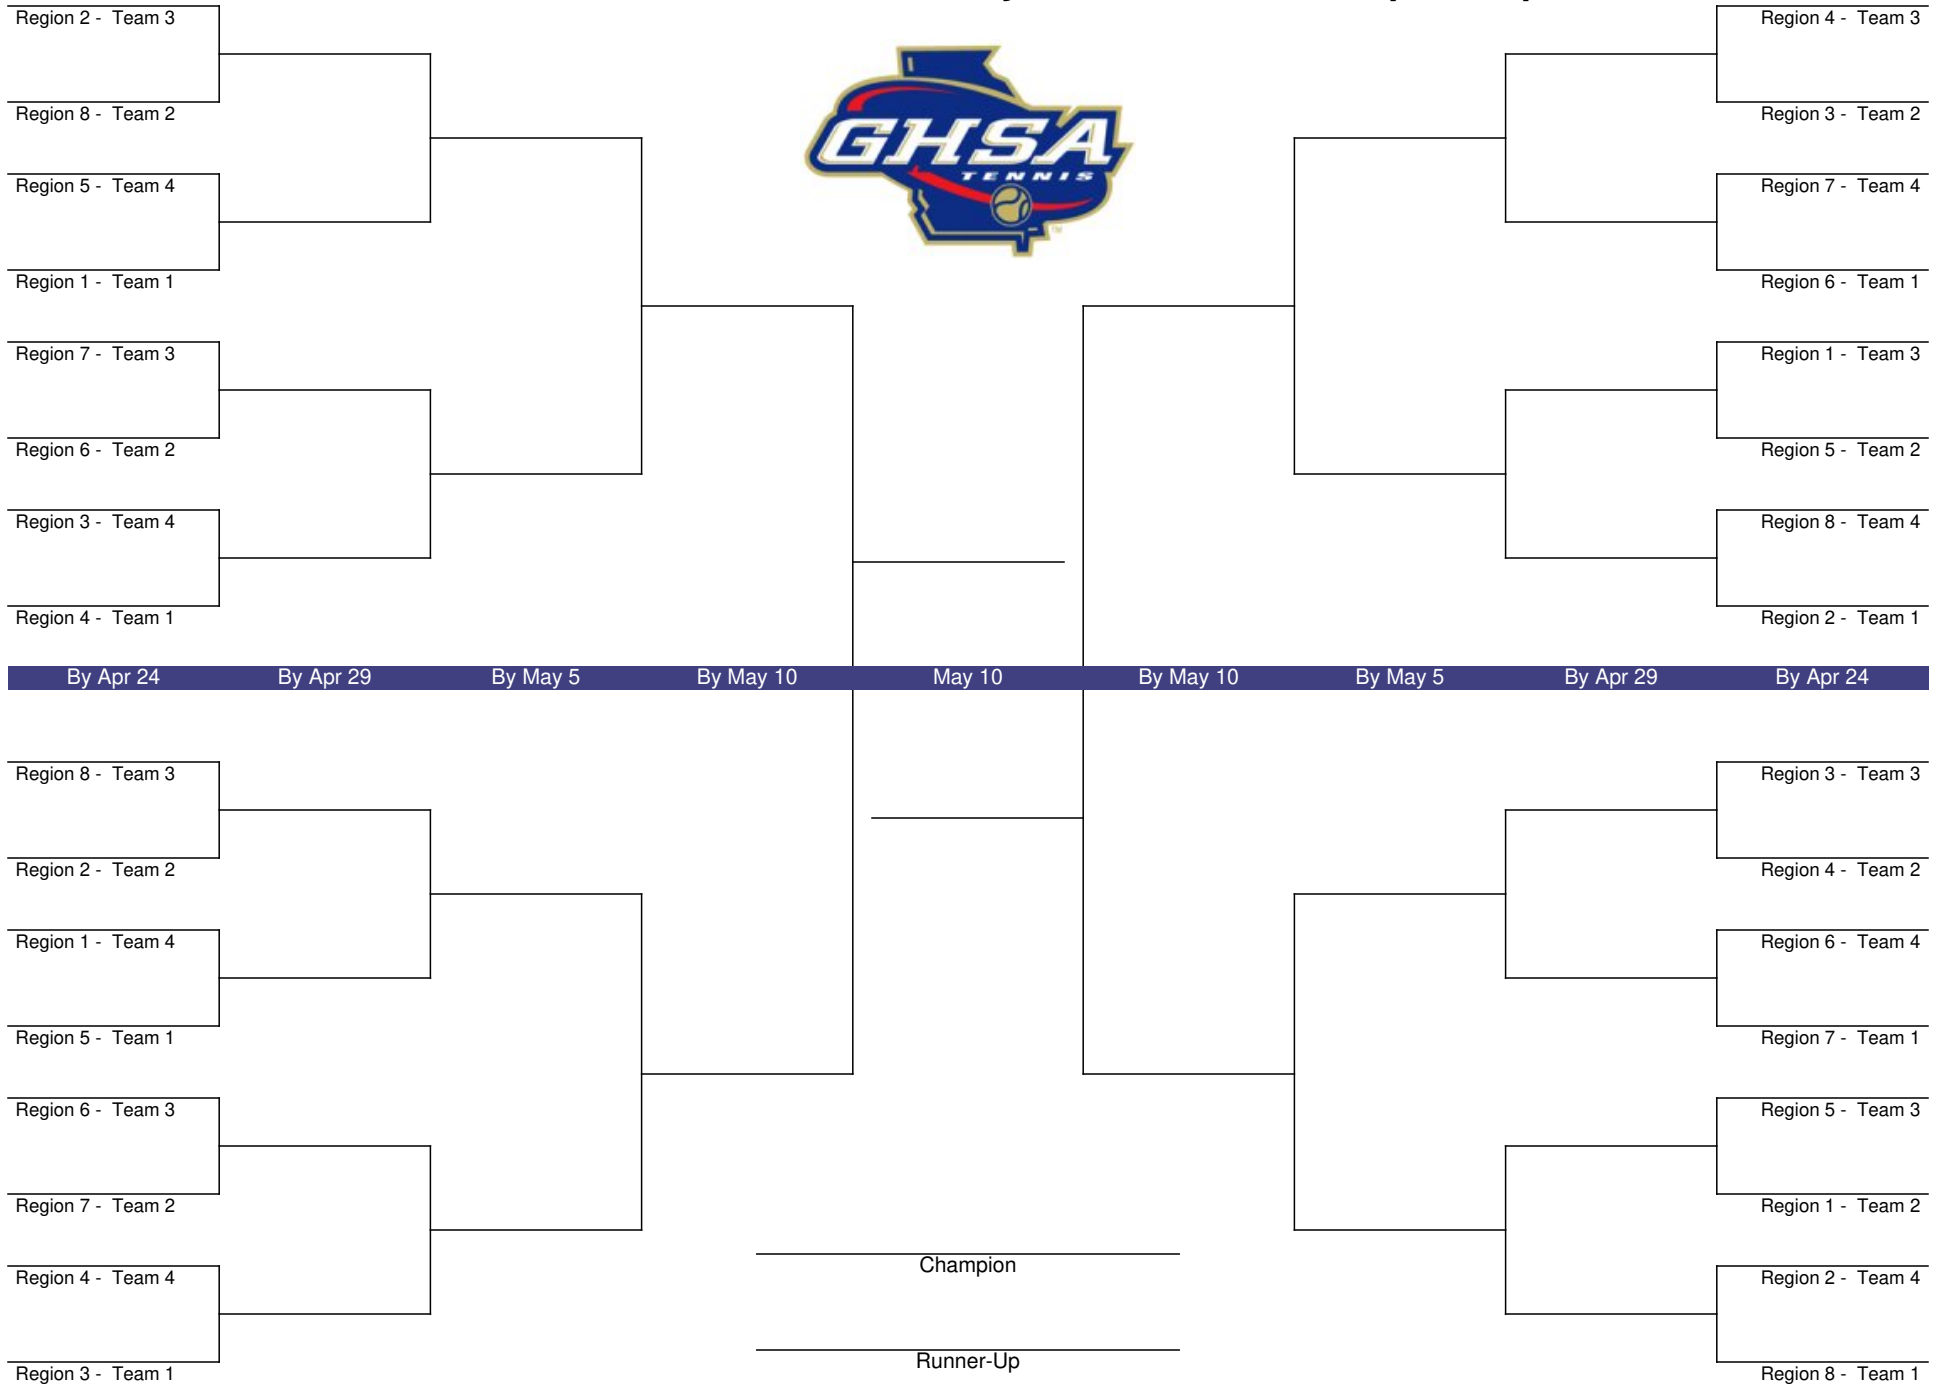 Region 2 - Team 3
Region 8 - Team 2
Region 5 - Team 4
Region 1 - Team 1
Region 7 - Team 3
Region 6 - Team 2
Region 3 - Team 4
Region 4 - Team 1
GHSA
TENNIS
TM
Region 4 - Team 3
Region 3 - Team 2
Region 7 - Team 4
Region 6 - Team 1
Region 1 - Team 3
Region 5 - Team 2
Region 8 - Team 4
Region 2 - Team 1
By Apr 24 By Apr 29 By May 5 By May 10 May 10 By May 10 By May 5 By Apr 29 By Apr 24
Region 8 - Team 3
Region 2 - Team 2
Region 1 - Team 4
Region 5 - Team 1
Region 6 - Team 3
Region 7 - Team 2
Region 4 - Team 4
Region 3 - Team 1
Champion
Runner-Up
Region 3 - Team 3
Region 4 - Team 2
Region 6 - Team 4
Region 7 - Team 1
Region 5 - Team 3
Region 1 - Team 2
Region 2 - Team 4
Region 8 - Team 1